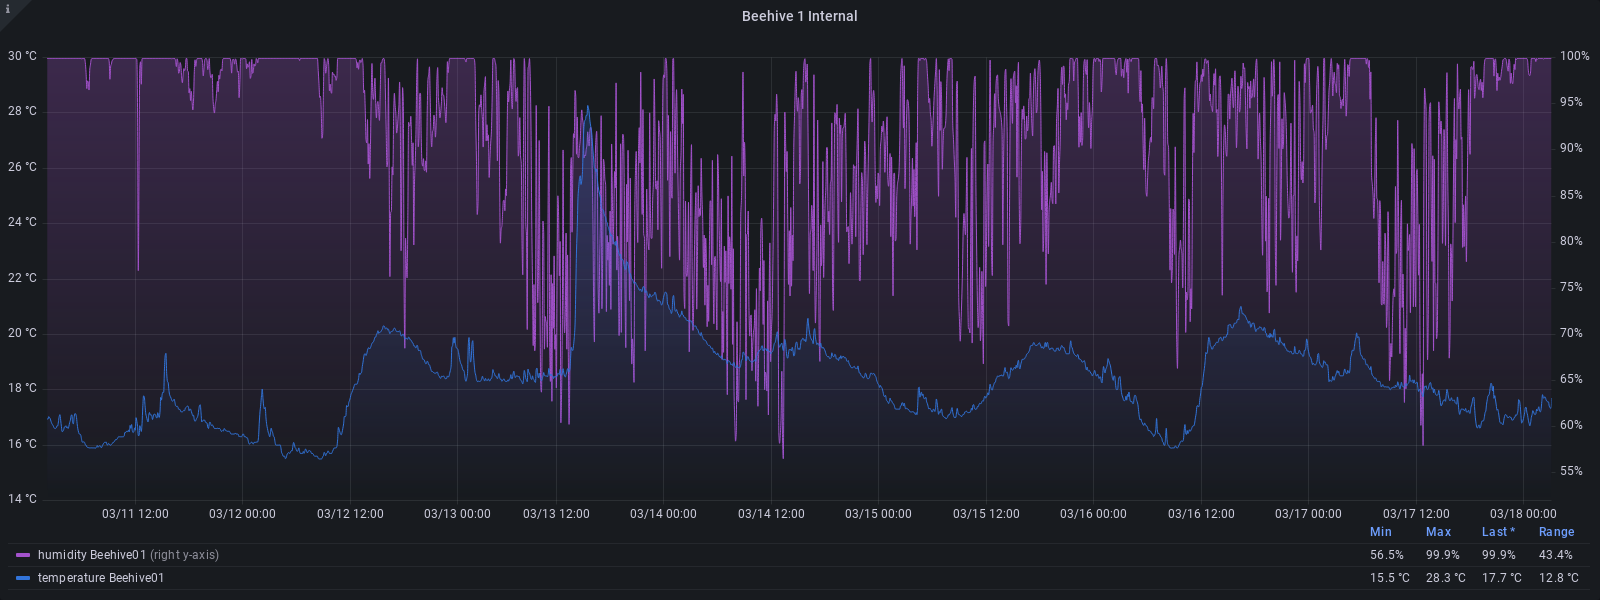 i
Beehive 1 Internal
30 °C 100%
28 °C 95%
26 °C 90%
24 °C 85%
22 °C 80%
20 °C 75%
18 °C 70%
16 °C 65%
14 °C 60%
55%
03/11 12:00 03/12 00:00 03/12 12:00 03/13 00:00 03/13 12:00 03/14 00:00 03/14 12:00 03/15 00:00 03/15 12:00 03/16 00:00 03/16 12:00 03/17 00:00 03/17 12:00 03/18 00:00
Min Max Last * Range
humidity Beehive01 (right y-axis) 56.5% 99.9% 99.9% 43.4%
temperature Beehive01 15.5 °C 28.3 °C 17.7 °C 12.8 °C